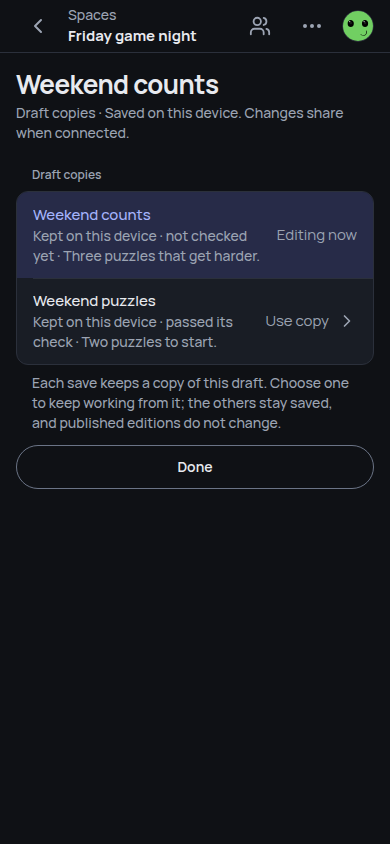 Spaces
Friday game night
Weekend counts
Draft copies · Saved on this device. Changes share
when connected.
Draft copies
Weekend counts
Kept on this device · not checked
yet · Three puzzles that get harder.
Editing now
Weekend puzzles
Kept on this device · passed its
check · Two puzzles to start.
Use copy
Each save keeps a copy of this draft. Choose one
to keep working from it; the others stay saved,
and published editions do not change.
Done